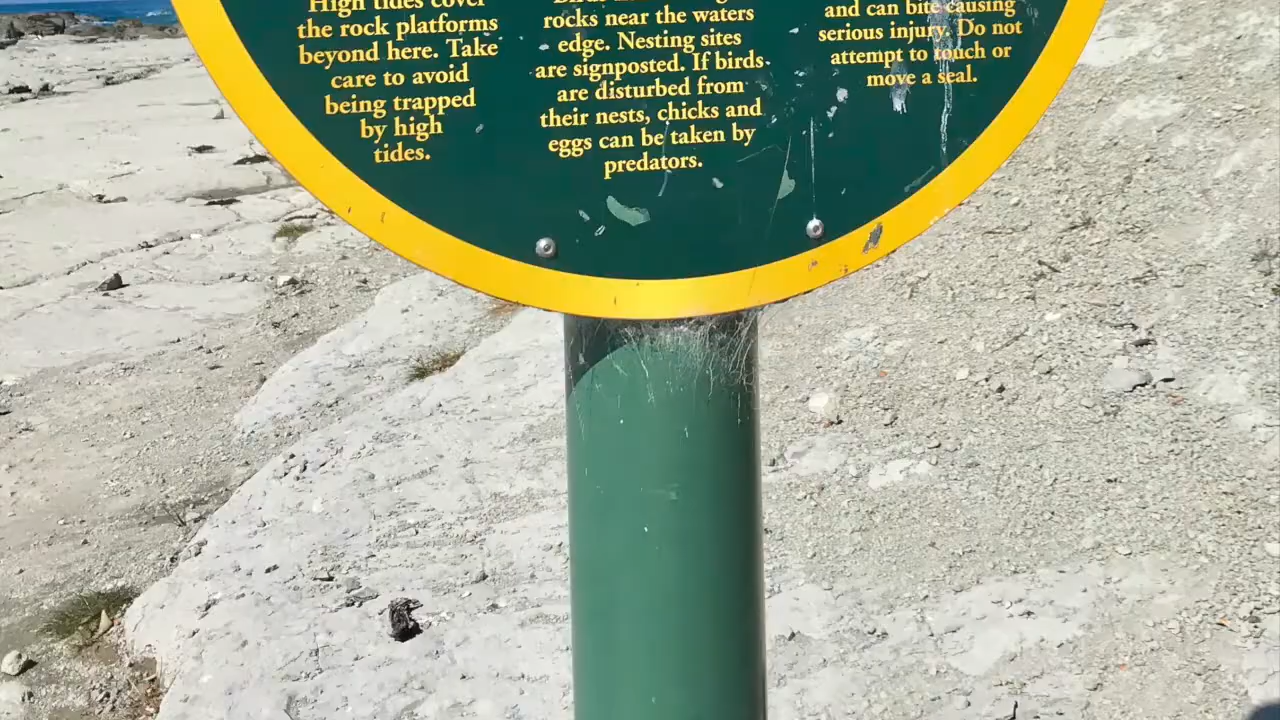 High tides cover
the rock platforms
beyond here. Take
care to avoid
being trapped
by high
tides.
rocks near the waters
edge. Nesting sites
are signposted. If birds
are disturbed from
their nests, chicks and
eggs can be taken by
predators.
and can bite causing
serious injury. Do not
attempt to touch or
move a seal.